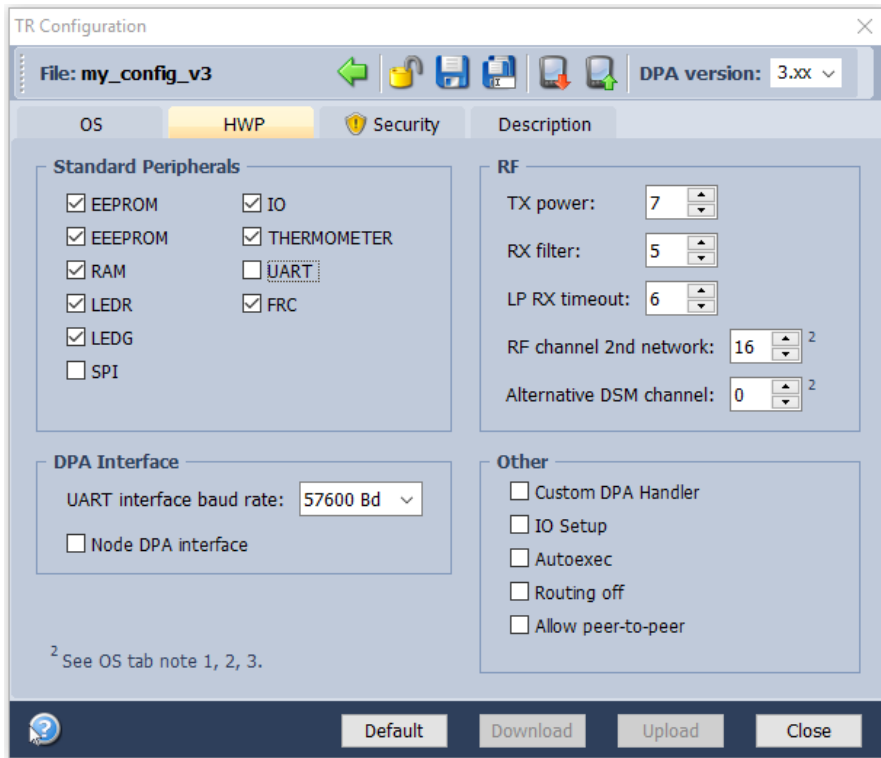 TR Configuration
File: my_config_v3
DPA version: 3.xx
OS HWP Security Description
Standard Peripherals
EEPROM IO
EEEPROM THERMOMETER
RAM UART
LEDR FRC
LEDG
SPI
RF
TX power: 7
RX filter: 5
LP RX timeout: 6
RF channel 2nd network: 16 2
Alternative DSM channel: 0 2
DPA Interface
UART interface baud rate: 57600 Bd
Node DPA interface
Other
Custom DPA Handler
IO Setup
Autoexec
Routing off
Allow peer-to-peer
2 See OS tab note 1, 2, 3.
? Default Download Upload Close